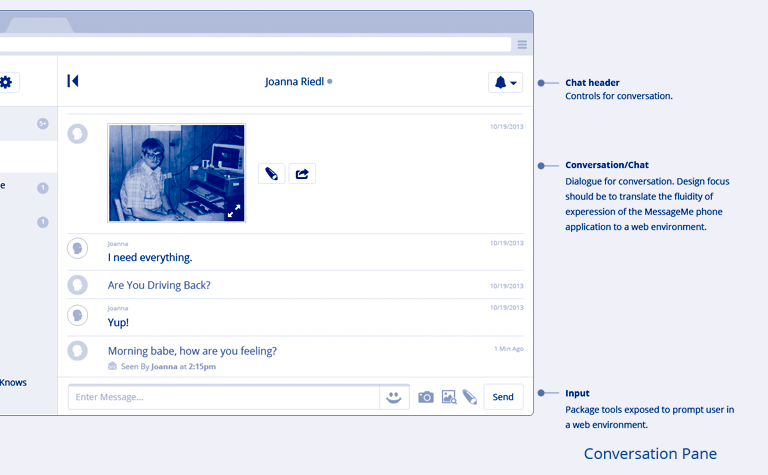 Joanna Riedl
Chat header
Controls for conversation.
5+
10/19/2013
Conversation/Chat
Dialogue for conversation. Design focus
should be to translate the fluidity of
experession of the MessageMe phone
application to a web environment.
e
1
1
Joanna
10/19/2013
I need everything.
Are You Driving Back?
10/19/2013
Joanna
10/19/2013
Yup!
Morning babe, how are you feeling?
1 Min Ago
Seen By Joanna at 2:15pm
Knows
Enter Message...
Send
Input
Package tools exposed to prompt user in
a web environment.
Conversation Pane